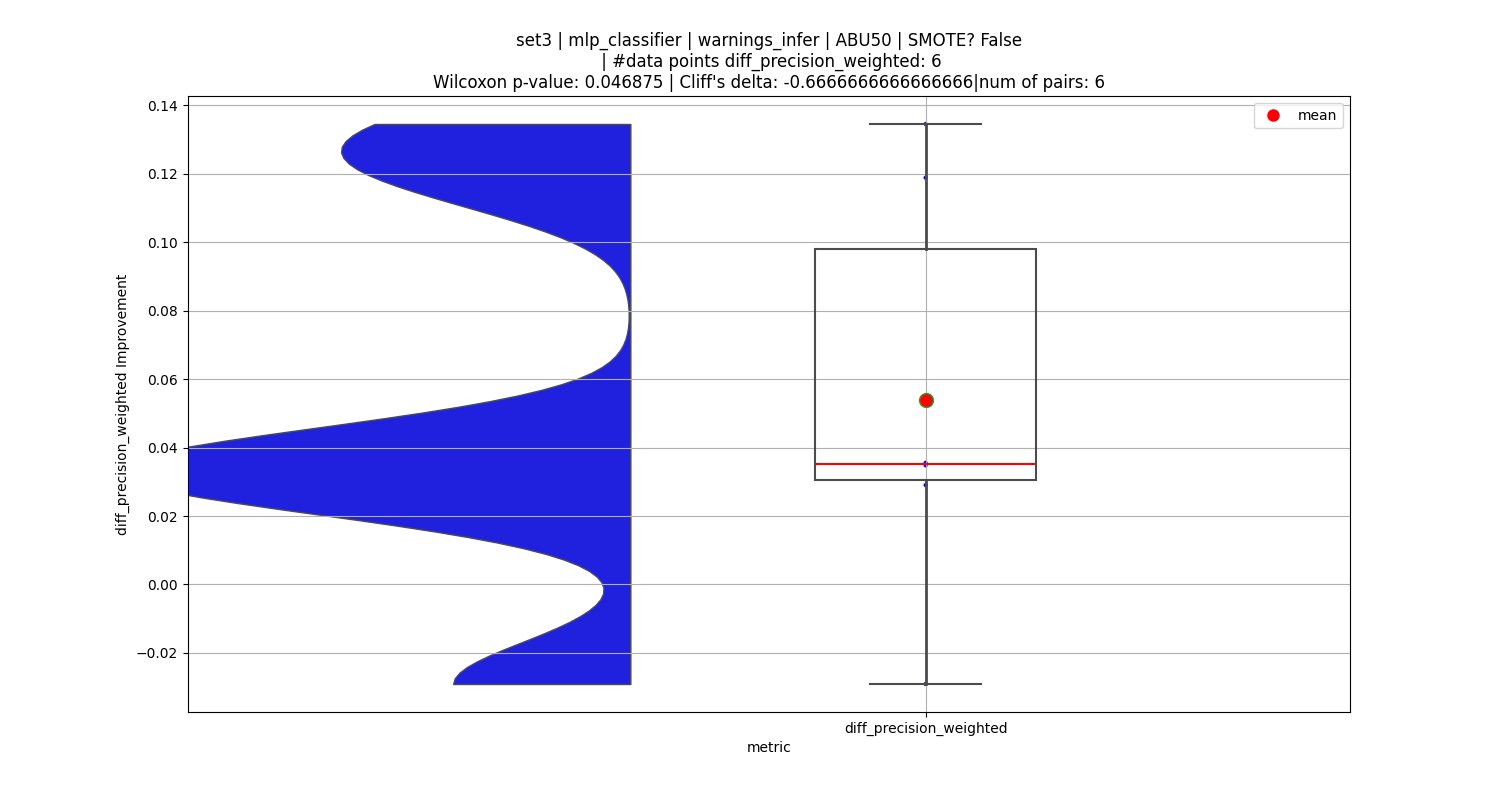 set3 | mlp_classifier | warnings_infer | ABU50 | SMOTE? False
| #data points diff_precision_weighted: 6
Wilcoxon p-value: 0.046875 | Cliff's delta: -0.6666666666666666|num of pairs: 6
mean
0.14
0.12
0.10
0.08
0.06
0.04
0.02
0.00
−0.02
diff_precision_weighted Improvement
diff_precision_weighted
metric